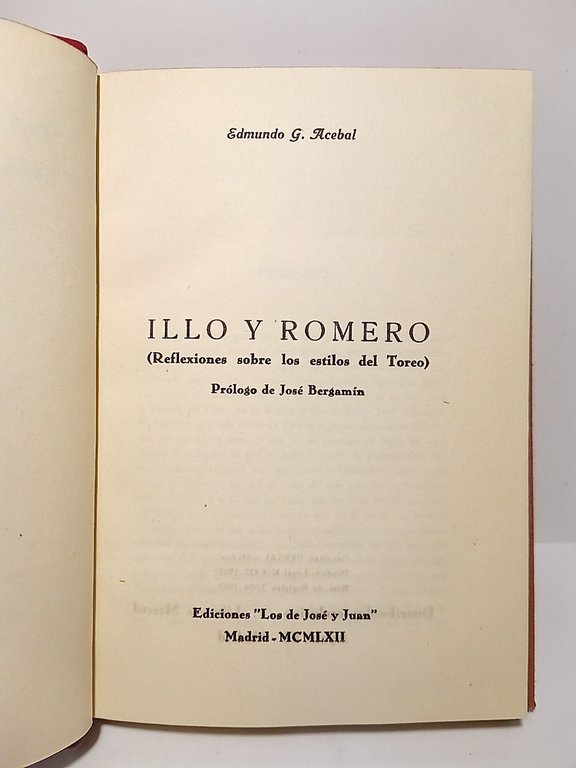 Edmundo G. Acebal
ILLO Y ROMERO
(Reflexiones sobre los estilos del Toreo)
Prólogo de José Bergamín
Ediciones "Los de José y Juan"
Madrid - MCMLXII